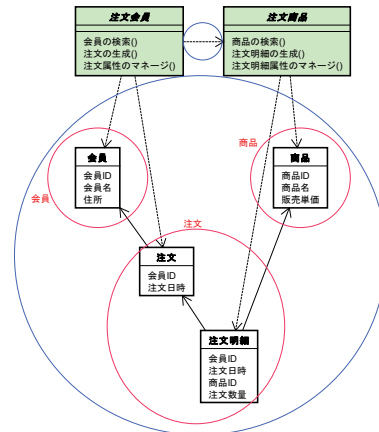 注文会員
会員の検索()
注文の生成()
注文属性のマネージ()
注文商品
商品の検索()
注文明細の生成()
注文明細属性のマネージ()
商品
会員
会員ID
会員名
住所
会員
商品
商品ID
商品名
販売単価
注文
注文
会員ID
注文日時
注文明細
会員ID
注文日時
商品ID
注文数量